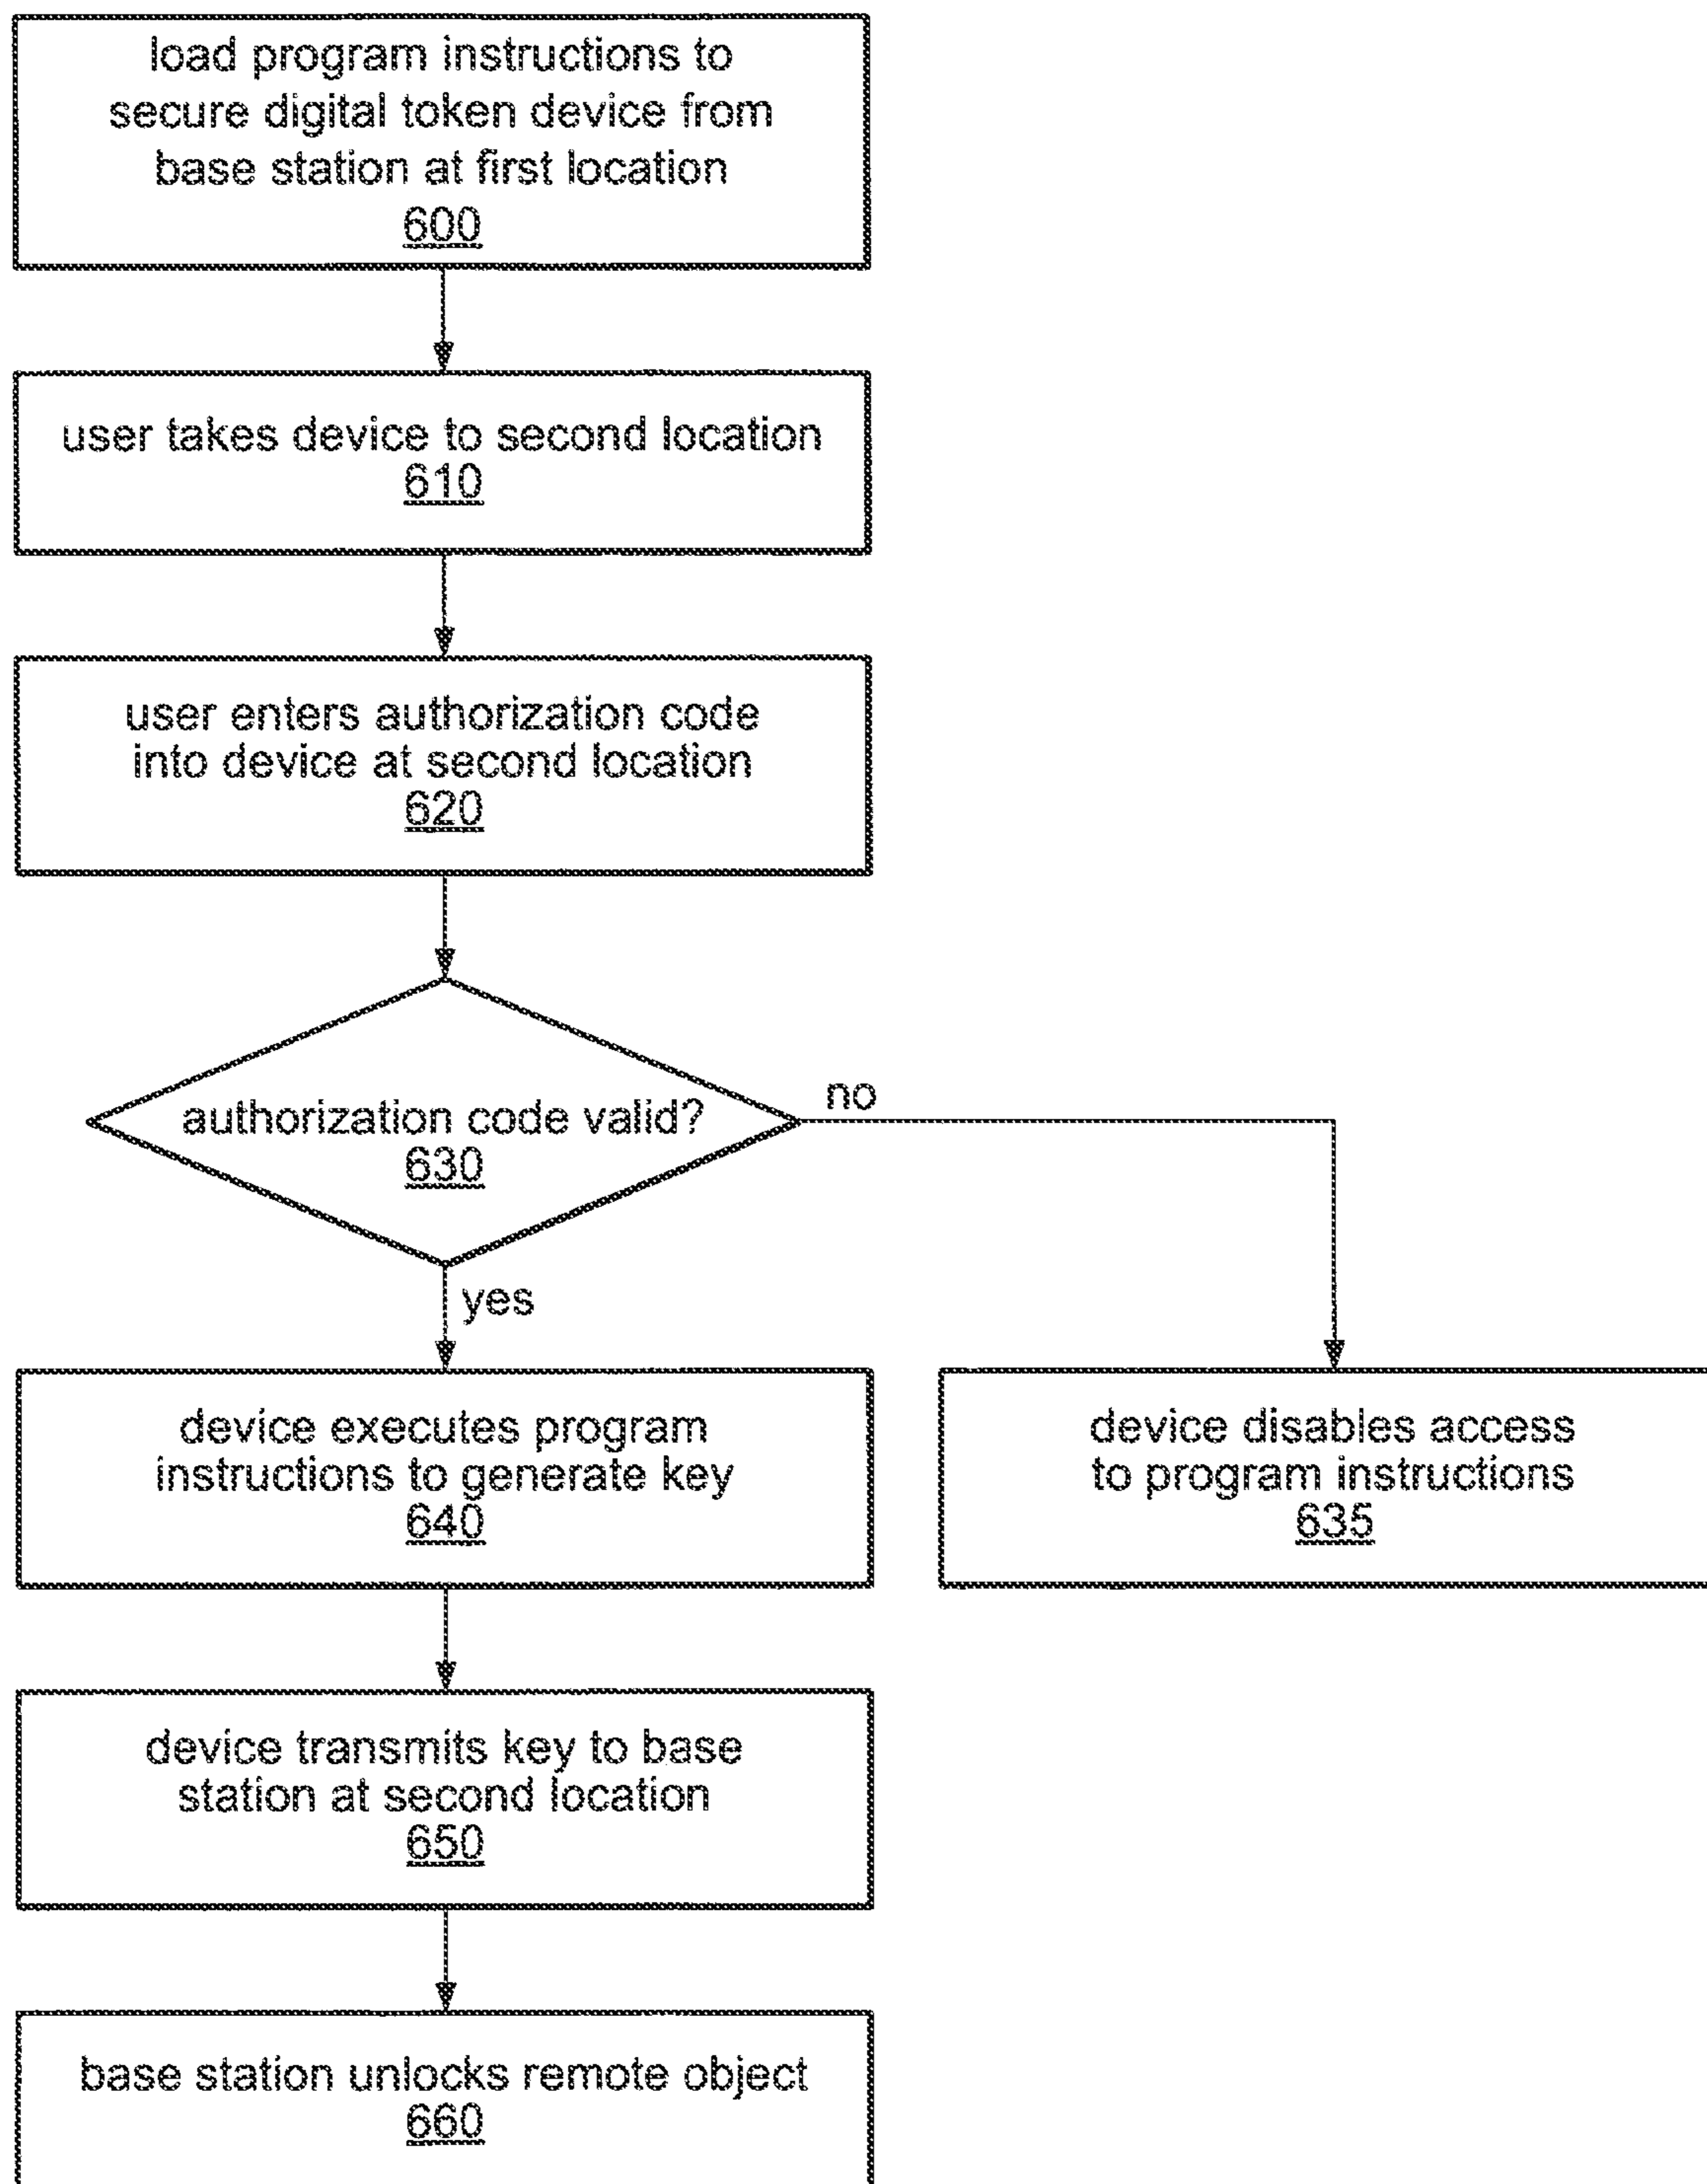 load program instructions to
secure digital token device from
base station at first location
600
user takes device to second location
610
user enters authorization code
into device at second location
620
authorization code valid?
630
no
yes
device executes program
instructions to generate key
640
device disables access
to program instructions
635
device transmits key to base
station at second location
650
base station unlocks remote object
660